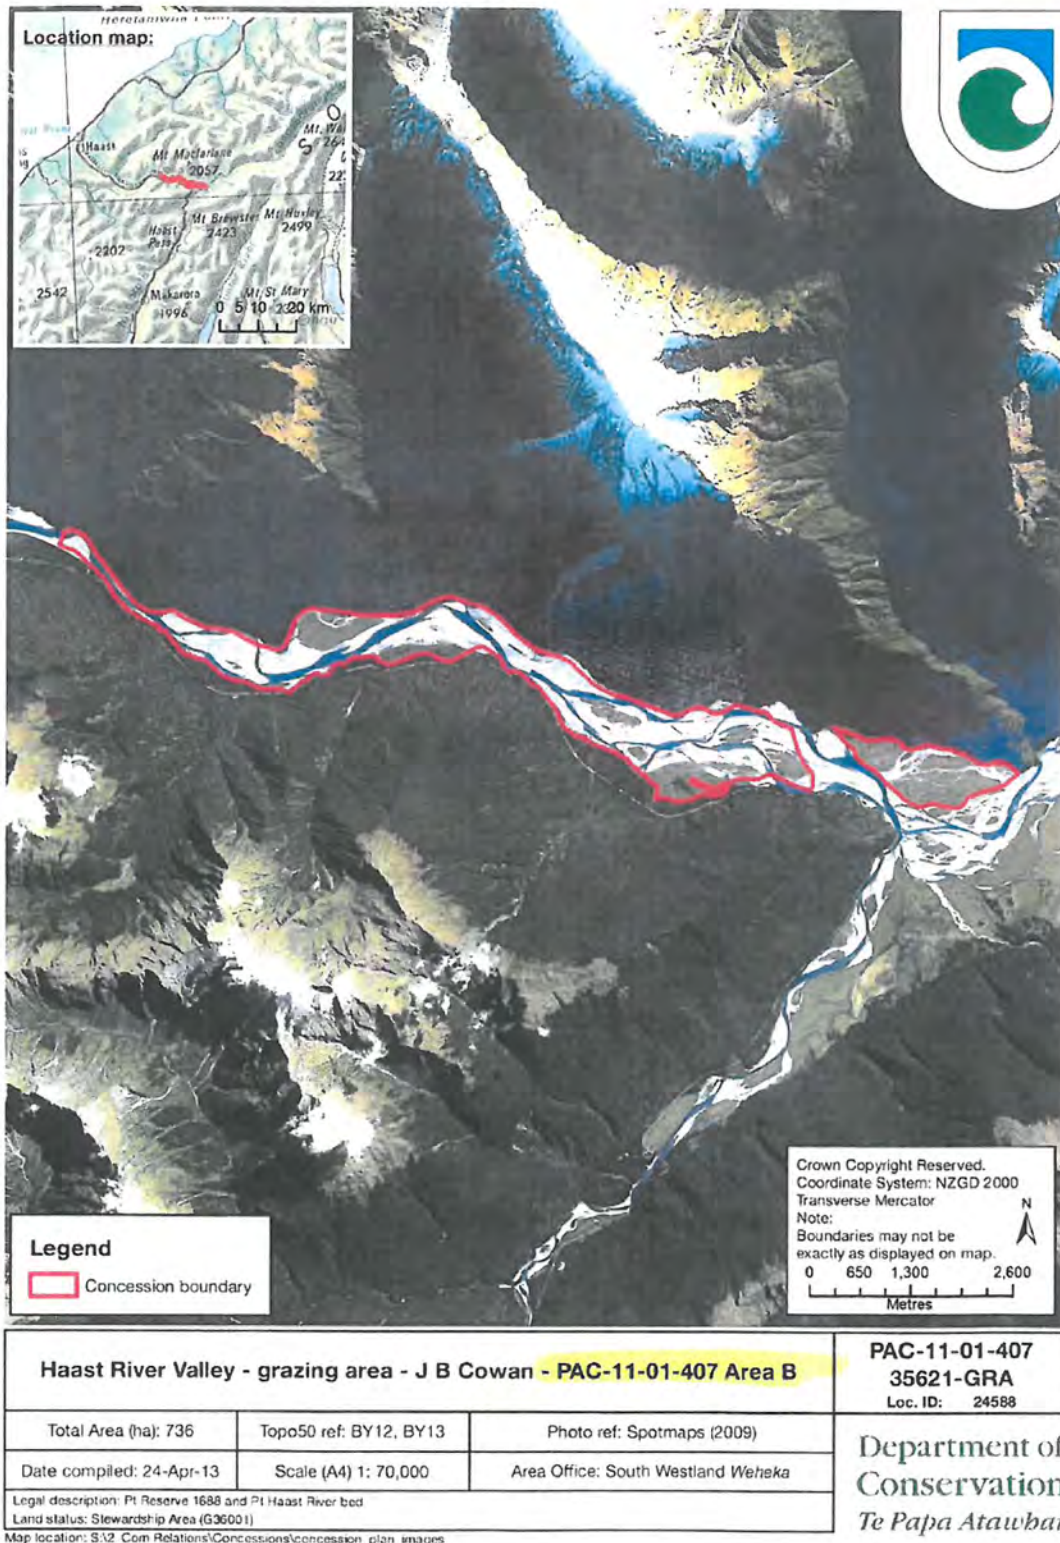 Location map:
Haast
Mt Macfarlane
2057
Mt Brewster
2423
Mt Huxley
2499
Haast
Pass
2202
2542
Makarora
1996
Mt St Mary
0 5 10 20 km
Crown Copyright Reserved.
Coordinate System: NZGD 2000
Transverse Mercator
Note:
Boundaries may not be
exactly as displayed on map.
N
0 650 1,300 2,600
Metres
Legend
Concession boundary
Haast River Valley - grazing area - J B Cowan - PAC-11-01-407 Area B
PAC-11-01-407
35621-GRA
Loc. ID: 24588
Total Area (ha): 736
Topo50 ref: BY12, BY13
Photo ref: Spotmaps (2009)
Date compiled: 24-Apr-13
Scale (A4) 1: 70,000
Area Office: South Westland Weheka
Legal description: Pt Reserve 1688 and Pt Haast River bed
Land status: Stewardship Area (G36001)
Department of
Conservation
Te Papa Atawhai
Map location: S:\2_Com Relations\Concessions\concession_plan_images